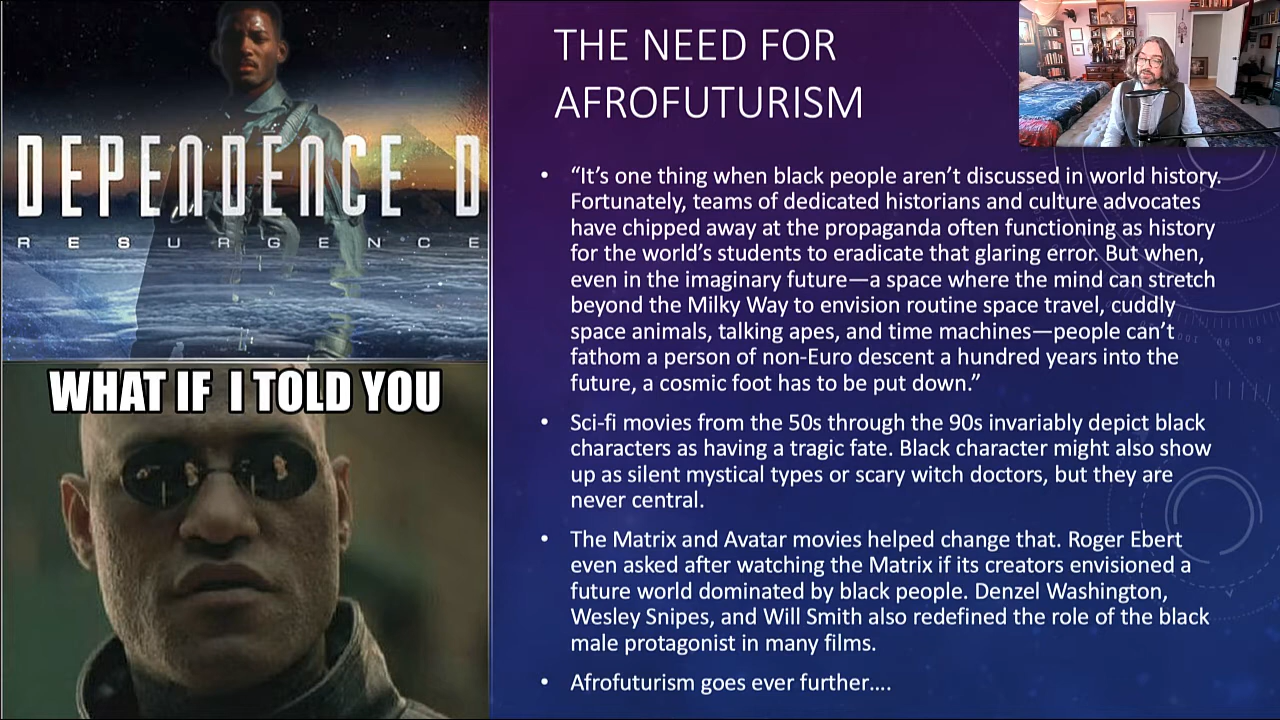 DEPENDENCE D
RESURGENCE
WHAT IF I TOLD YOU
THE NEED FOR
AFROFUTURISM
• “It’s one thing when black people aren’t discussed in world history.
Fortunately, teams of dedicated historians and culture advocates
have chipped away at the propaganda often functioning as history
for the world’s students to eradicate that glaring error. But when,
even in the imaginary future—a space where the mind can stretch
beyond the Milky Way to envision routine space travel, cuddly
space animals, talking apes, and time machines—people can’t
fathom a person of non-Euro descent a hundred years into the
future, a cosmic foot has to be put down.”
• Sci-fi movies from the 50s through the 90s invariably depict black
characters as having a tragic fate. Black character might also show
up as silent mystical types or scary witch doctors, but they are
never central.
• The Matrix and Avatar movies helped change that. Roger Ebert
even asked after watching the Matrix if its creators envisioned a
future world dominated by black people. Denzel Washington,
Wesley Snipes, and Will Smith also redefined the role of the black
male protagonist in many films.
• Afrofuturism goes ever further....